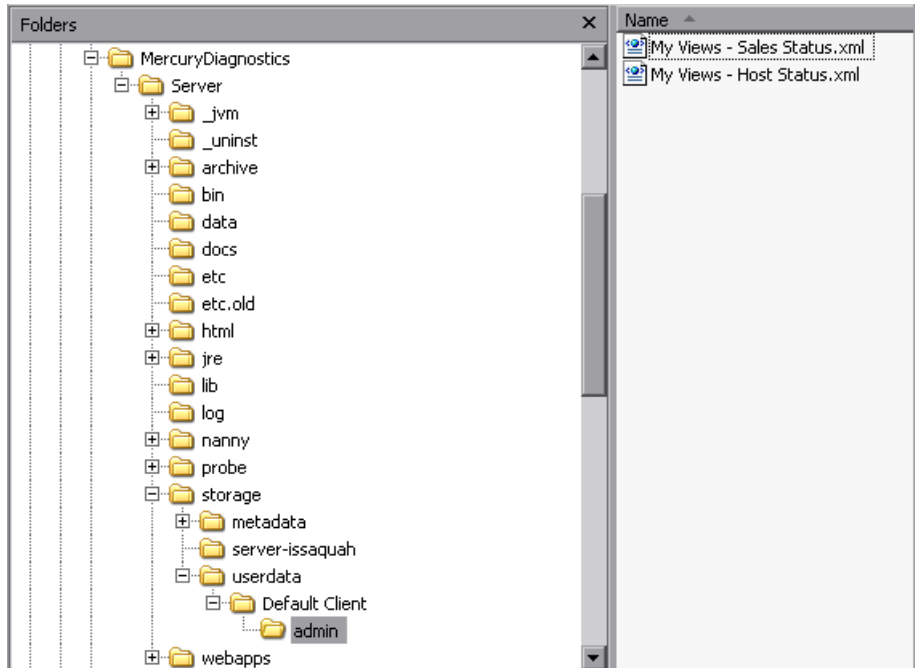 Folders
MercuryDiagnostics
Server
_jvm
_uninst
archive
bin
data
docs
etc
etc.old
html
jre
lib
log
nanny
probe
storage
metadata
server-issaquah
userdata
Default Client
admin
webapps
Name
My Views - Sales Status.xml
My Views - Host Status.xml